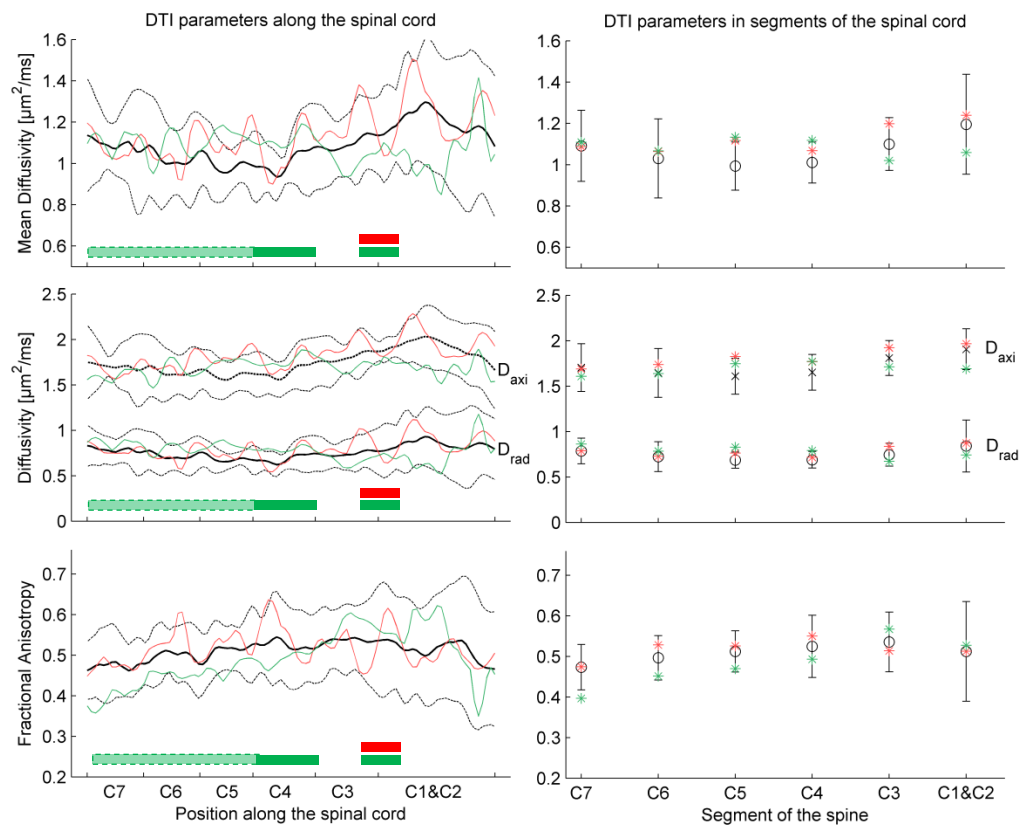 DTI parameters along the spinal cord
DTI parameters in segments of the spinal cord
Mean Diffusivity [µm²/ms]
1.6
1.4
1.2
1
0.8
0.6
1.6
1.4
1.2
1.0
0.8
0.6
Diffusivity [µm²/ms]
2.5
2
1.5
1
0.5
0
D_axi
D_rad
2.5
2
1.5
1
0.5
0
D_axi
D_rad
Fractional Anisotropy
0.7
0.6
0.5
0.4
0.3
0.2
C7 C6 C5 C4 C3 C1&C2
Position along the spinal cord
0.7
0.6
0.5
0.4
0.3
0.2
C7 C6 C5 C4 C3 C1&C2
Segment of the spine